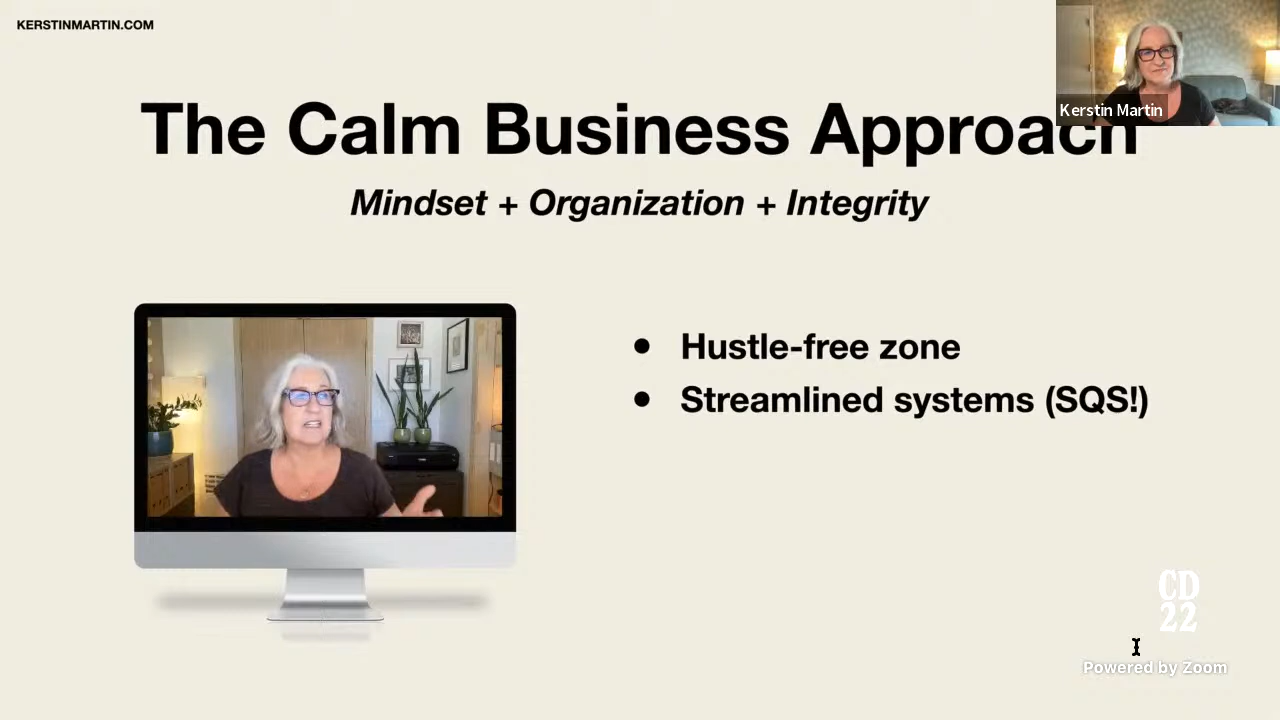 KERSTINMARTIN.COM
Kerstin Martin
The Calm Business Approach
Mindset + Organization + Integrity
• Hustle-free zone
• Streamlined systems (SQS!)
CD
22
Powered by Zoom